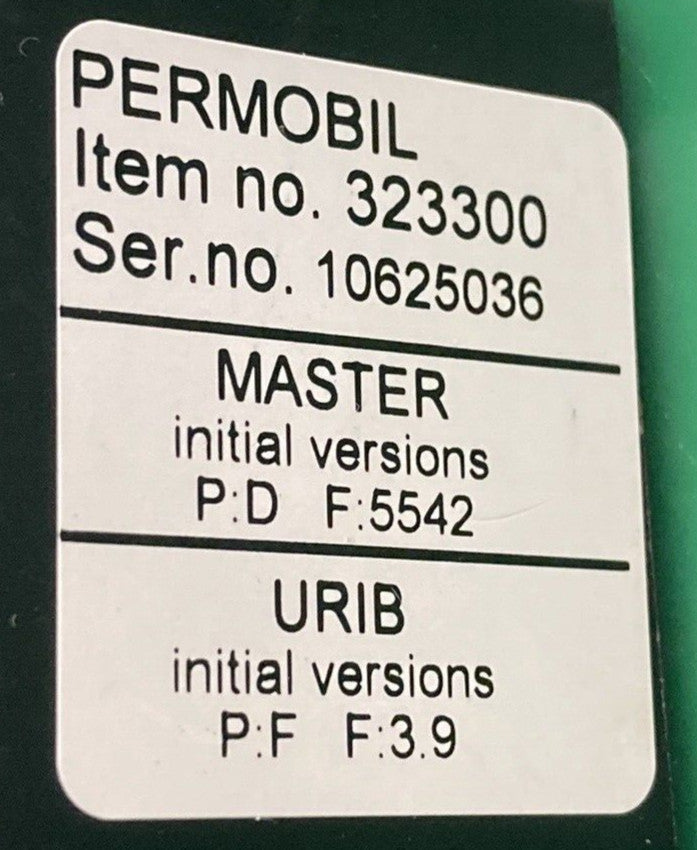 PERMOBIL
Item no. 323300
Ser.no. 10625036
MASTER
initial versions
P:D F:5542
URIB
initial versions
P:F F:3.9